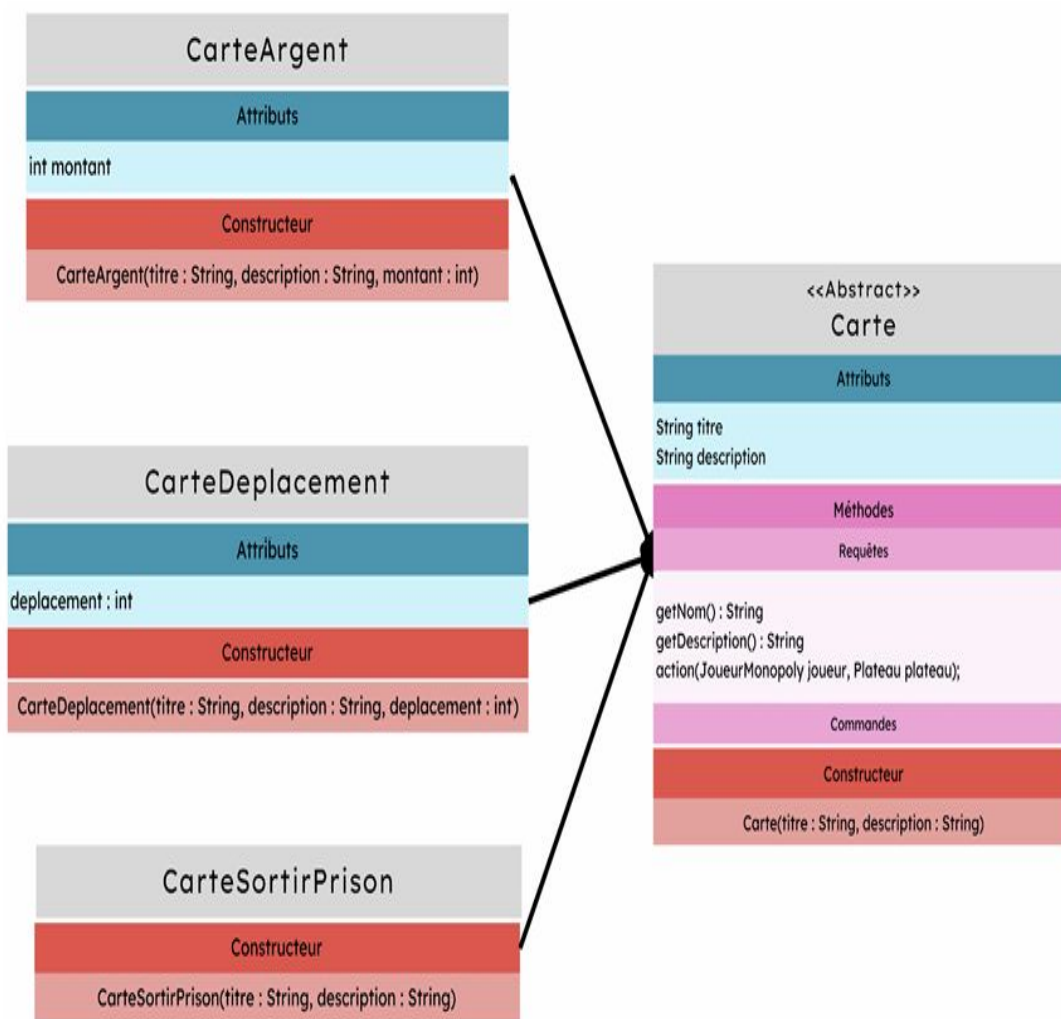 CarteArgent
Attributs
int montant
Constructeur
CarteArgent(titre : String, description : String, montant : int)
CarteDeplacement
Attributs
deplacement : int
Constructeur
CarteDeplacement(titre : String, description : String, deplacement : int)
CarteSortirPrison
Constructeur
CarteSortirPrison(titre : String, description : String)
<<Abstract>>
Carte
Attributs
String titre
String description
Méthodes
Requêtes
getNom() : String
getDescription() : String
action(JoueurMonopoly joueur, Plateau plateau);
Commandes
Constructeur
Carte(titre : String, description : String)